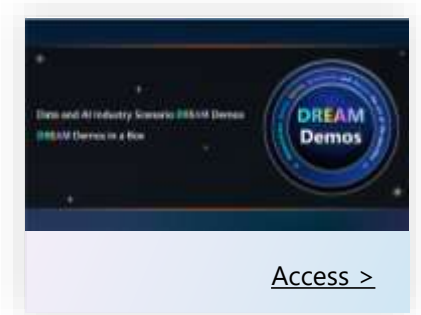 Data and AI Industry Scenario DREAM Demos
DREAM Demos in a Box
DREAM
Demos
Access >